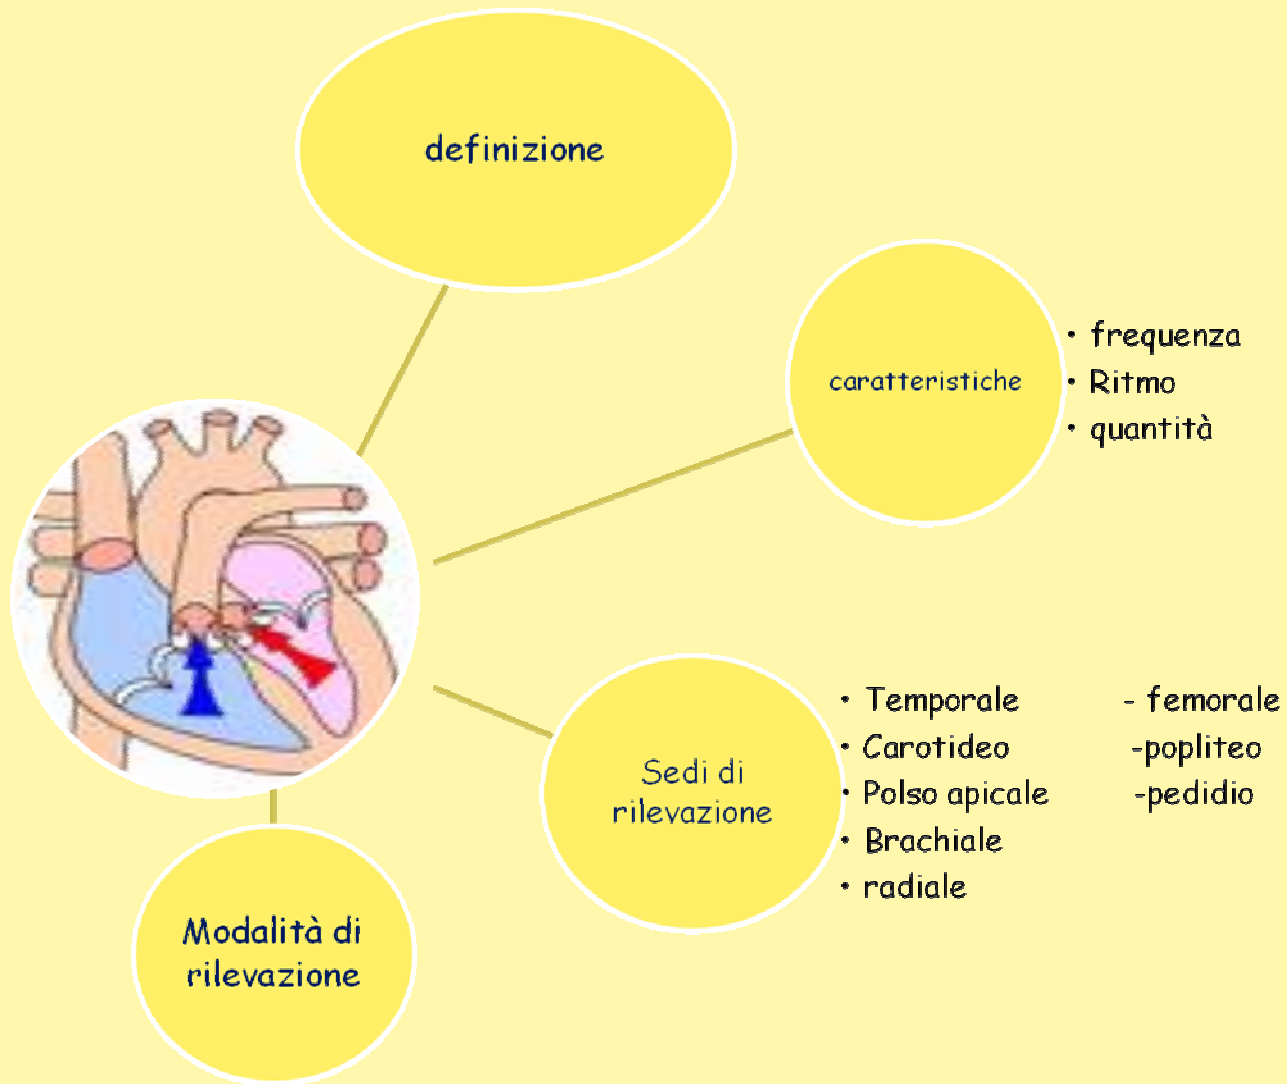 definizione
caratteristiche
• frequenza
• Ritmo
• quantità
Sedi di
rilevazione
• Temporale - femorale
• Carotideo -popliteo
• Polso apicale -pedidio
• Brachiale
• radiale
Modalità di
rilevazione